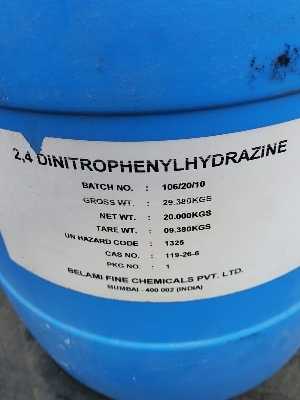 2,4 DINITROPHENYLHYDRAZINE
BATCH NO. : 106/20/10
GROSS WT. : 29.380KGS
NET WT. : 20.000KGS
TARE WT. : 09.380KGS
UN HAZARD CODE : 1325
CAS NO. : 119-26-6
PKG NO. : 1
BELAMI FINE CHEMICALS PVT. LTD.
MUMBAI - 400 002 (INDIA)